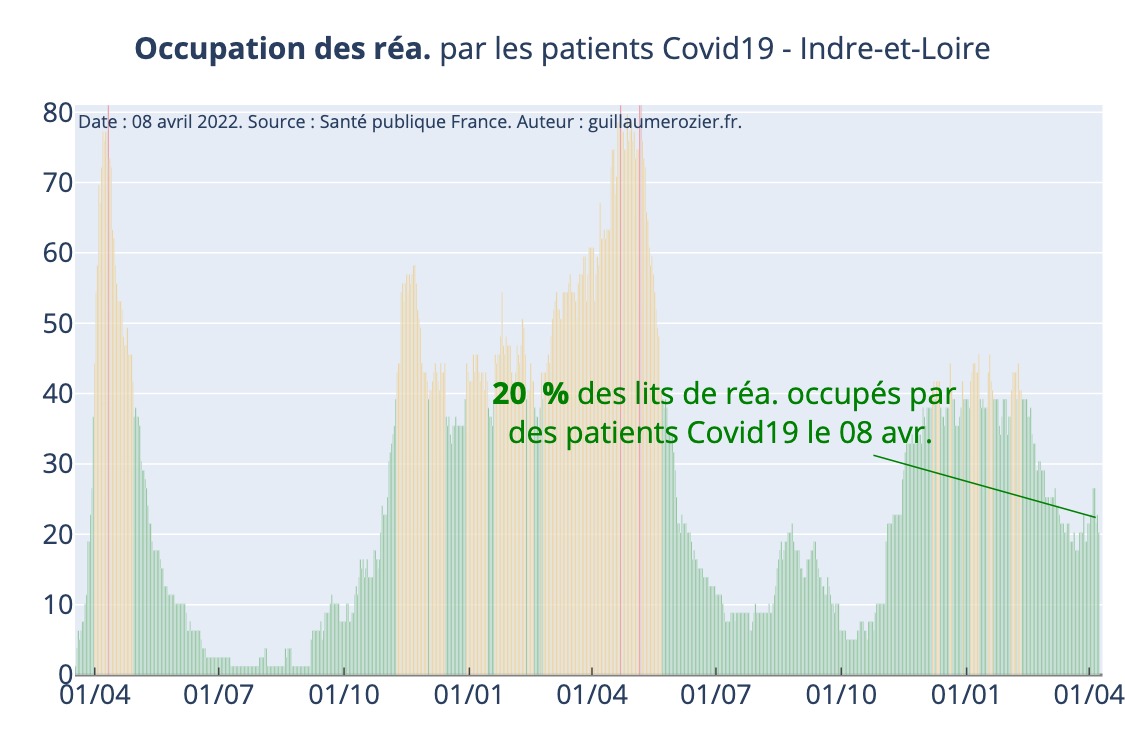 Occupation des réa. par les patients Covid19 - Indre-et-Loire
80
Date : 08 avril 2022. Source : Santé publique France. Auteur : guillaumerozier.fr.
70
60
50
40
20 % des lits de réa. occupés par
des patients Covid19 le 08 avr.
30
20
10
0
01/04 01/07 01/10 01/01 01/04 01/07 01/10 01/01 01/04